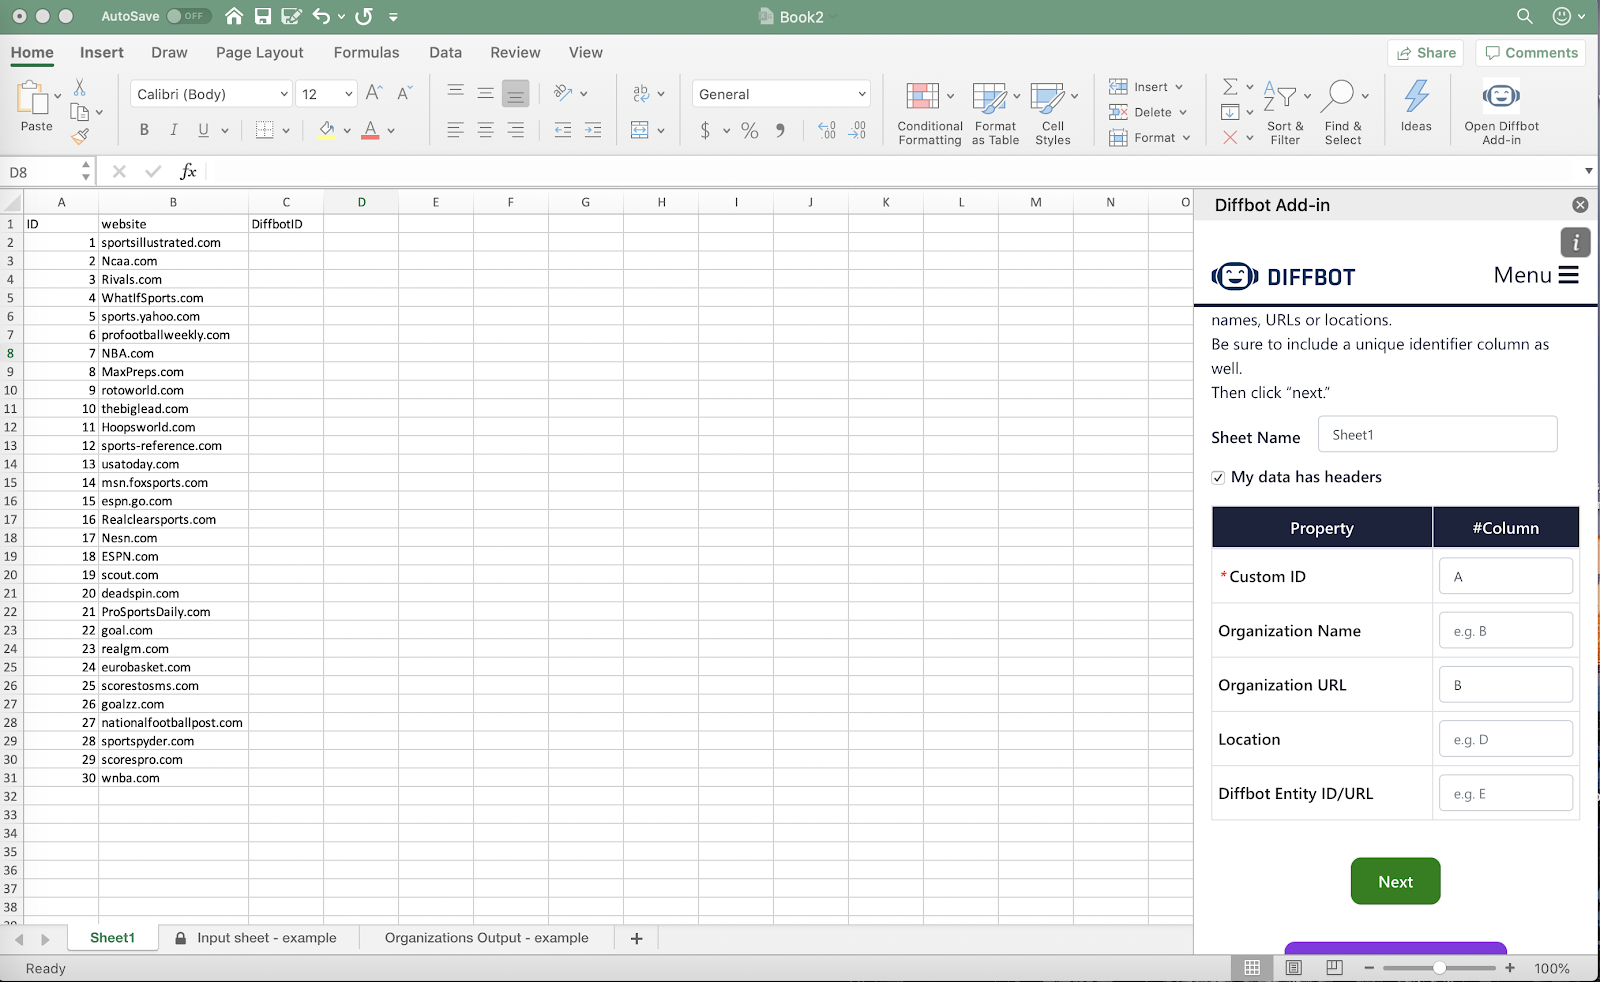 AutoSave OFF
Book2
Home Insert Draw Page Layout Formulas Data Review View
Share Comments
Paste
Calibri (Body) 12
B I U
General
$ % 9
Conditional Formatting
Format as Table
Cell Styles
Insert
Delete
Format
Sort & Filter
Find & Select
Ideas
Open Diffbot Add-in
D8 fx
A B C D E F G H I J K L M N O
1 ID website DiffbotID
2 1 sportsillustrated.com
3 2 Ncaa.com
4 3 Rivals.com
5 4 WhatIfSports.com
6 5 sports.yahoo.com
7 6 profootballweekly.com
8 7 NBA.com
9 8 MaxPreps.com
10 9 rotoworld.com
11 10 thebiglead.com
12 11 Hoopsworld.com
13 12 sports-reference.com
14 13 usatoday.com
15 14 msn.foxsports.com
16 15 espn.go.com
17 16 Realclearsports.com
18 17 Nesn.com
19 18 ESPN.com
20 19 scout.com
21 20 deadspin.com
22 21 ProSportsDaily.com
23 22 goal.com
24 23 realgm.com
25 24 eurobasket.com
26 25 scorestosms.com
27 26 goalzz.com
28 27 nationalfootballpost.com
29 28 sportspyder.com
30 29 scorespro.com
31 30 wnba.com
32
33
34
35
36
37
38
Diffbot Add-in
i
DIFFBOT Menu
names, URLs or locations.
Be sure to include a unique identifier column as
well.
Then click “next.”
Sheet Name Sheet1
My data has headers
Property #Column
*Custom ID A
Organization Name e.g. B
Organization URL B
Location e.g. D
Diffbot Entity ID/URL e.g. E
Next
Sheet1 Input sheet - example Organizations Output - example +
Ready
100%